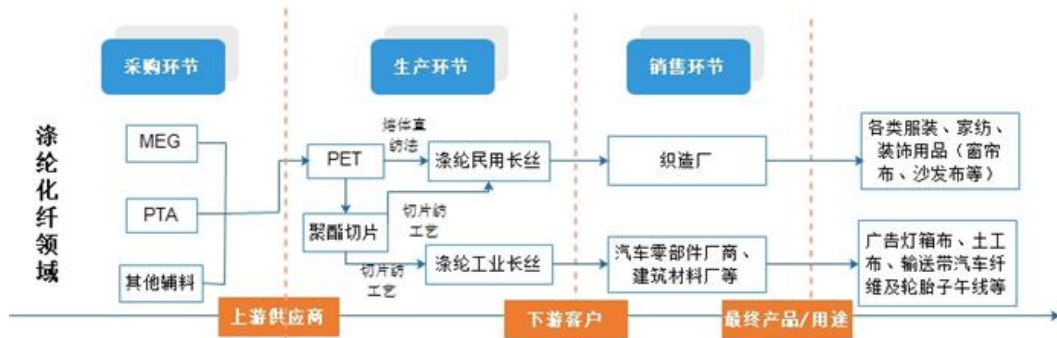 采购环节
生产环节
销售环节
涤纶化纤领域
MEG
PTA
其他辅料
PET
熔体直
纺法
涤纶民用长丝
聚酯切片
切片纺
工艺
切片纺
工艺
涤纶工业长丝
织造厂
汽车零部件厂商、
建筑材料厂等
各类服装、家纺、
装饰用品（窗帘
布、沙发布等）
广告灯箱布、土工
布、输送带汽车纤
维及轮胎子午线等
上游供应商
下游客户
最终产品/用途